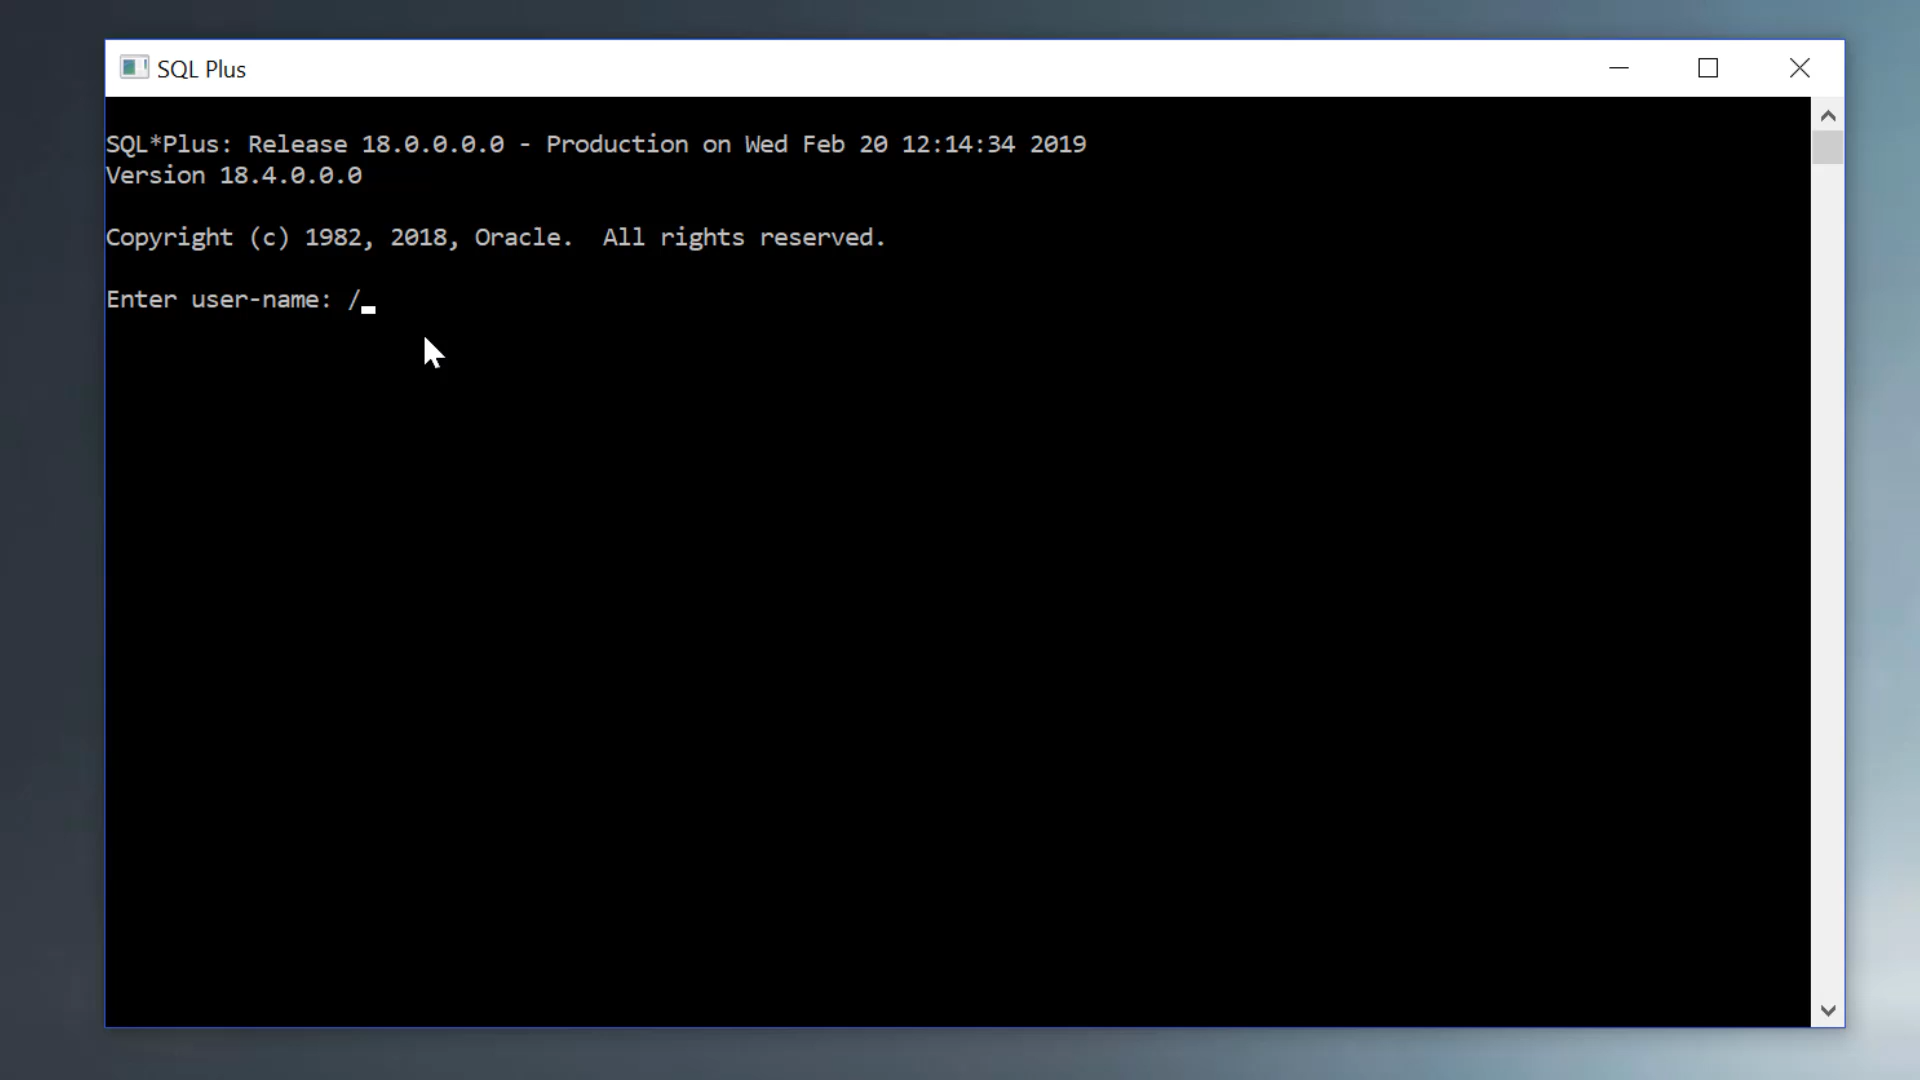 SQL Plus
SQL*Plus: Release 18.0.0.0.0 - Production on Wed Feb 20 12:14:34 2019
Version 18.4.0.0.0
Copyright (c) 1982, 2018, Oracle.  All rights reserved.
Enter user-name: /